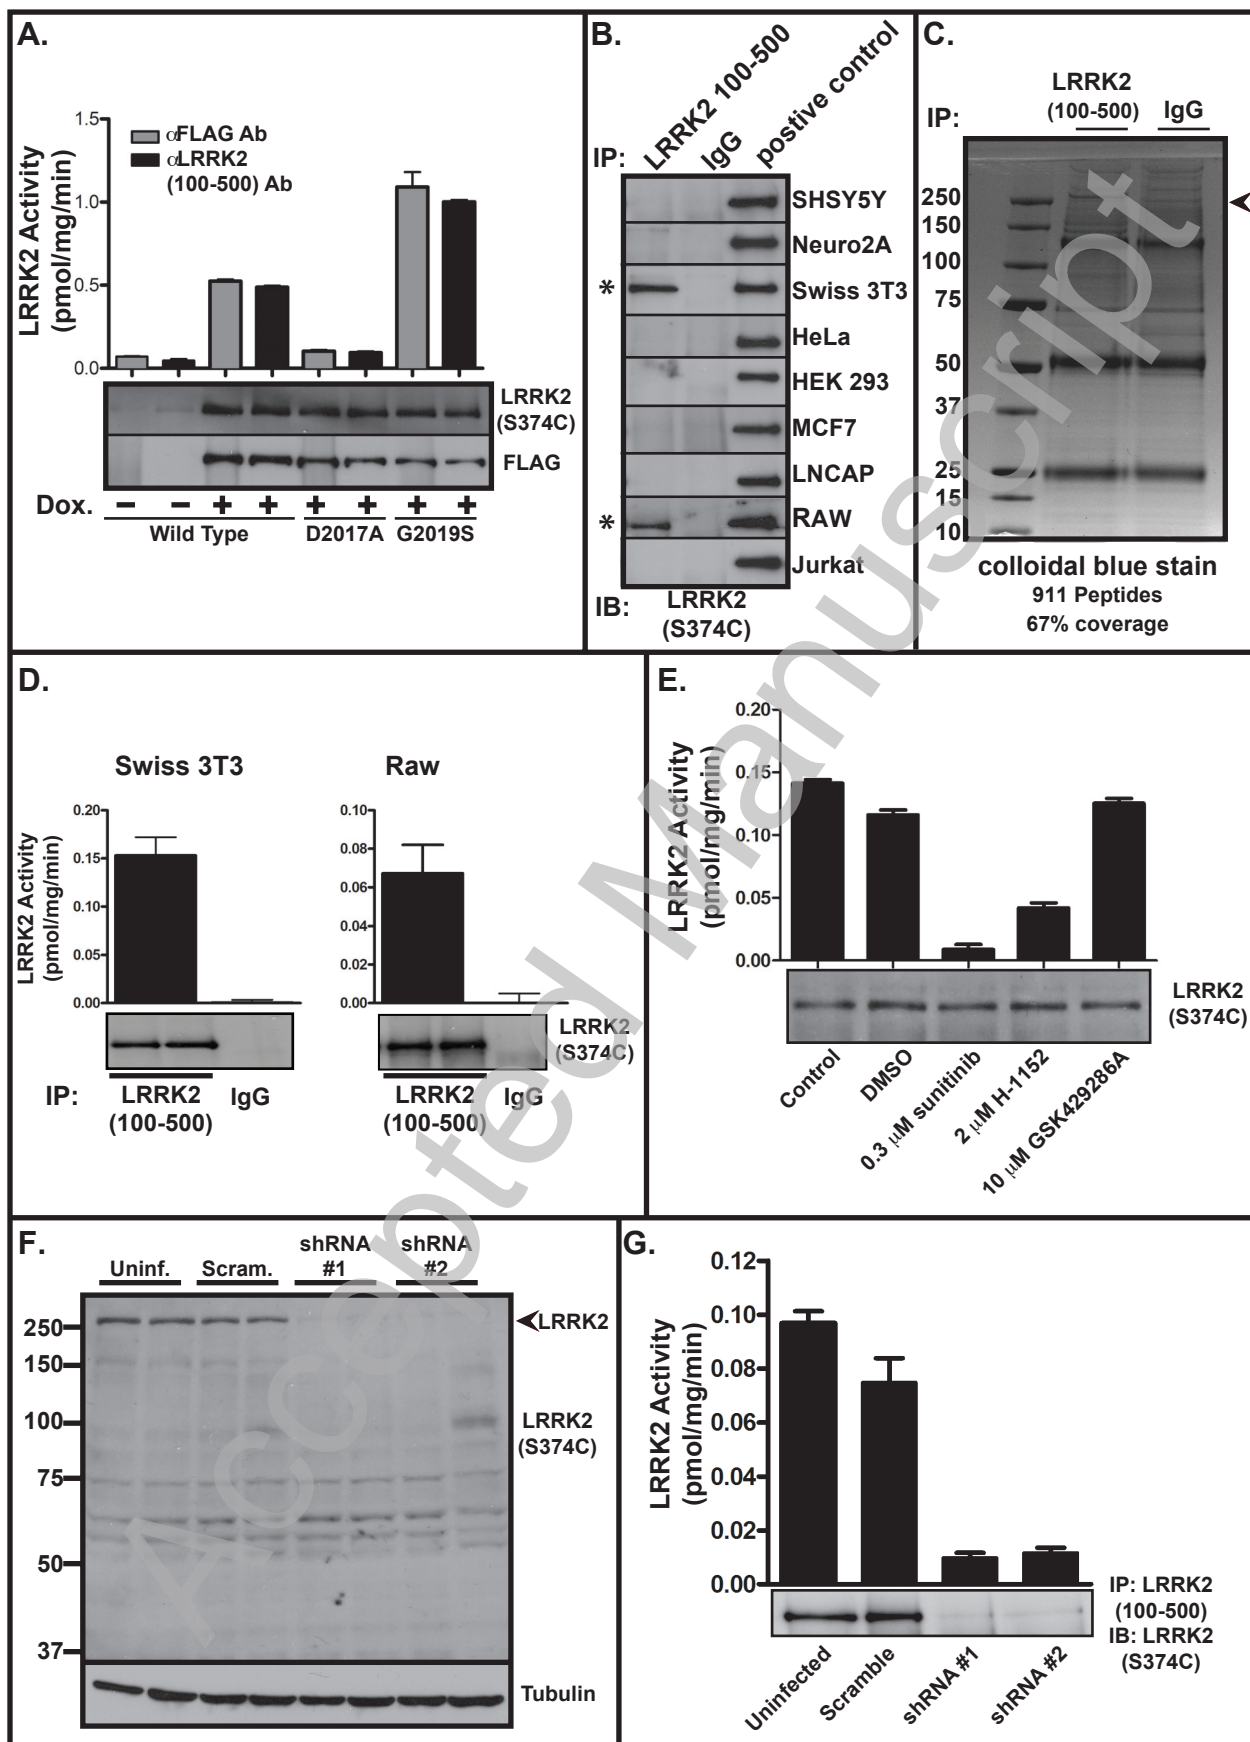 A.
1.5
1.0
0.5
0.0
LRRK2 Activity
(pmol/mg/min)
αFLAG Ab
αLRRK2
(100-500) Ab
LRRK2
(S374C)
FLAG
Dox. − − + + + + + +
Wild Type D2017A G2019S
B.
IP: LRRK2 100-500 IgG postive control
SHSY5Y
Neuro2A
* Swiss 3T3
HeLa
HEK 293
MCF7
LNCAP
* RAW
Jurkat
IB: LRRK2
(S374C)
C.
LRRK2
(100-500) IgG
IP:
250
150
100
75
50
37
25
15
10
colloidal blue stain
911 Peptides
67% coverage
D.
Swiss 3T3 Raw
LRRK2 Activity
(pmol/mg/min)
0.20
0.15
0.10
0.05
0.00
0.10
0.08
0.06
0.04
0.02
0.00
LRRK2
(S374C)
IP: LRRK2
(100-500) IgG
LRRK2
(100-500) IgG
E.
LRRK2 Activity
(pmol/mg/min)
0.20
0.15
0.10
0.05
0.00
LRRK2
(S374C)
Control
DMSO
0.3 µM sunitinib
2 µM H-1152
10 µM GSK429286A
F.
Uninf. Scram. shRNA
#1 shRNA
#2
250
150
100
75
50
37
LRRK2
LRRK2
(S374C)
Tubulin
G.
LRRK2 Activity
(pmol/mg/min)
0.12
0.10
0.08
0.06
0.04
0.02
0.00
IP: LRRK2
(100-500)
IB: LRRK2
(S374C)
Uninfected
Scramble
shRNA #1
shRNA #2
Accepted Manuscript